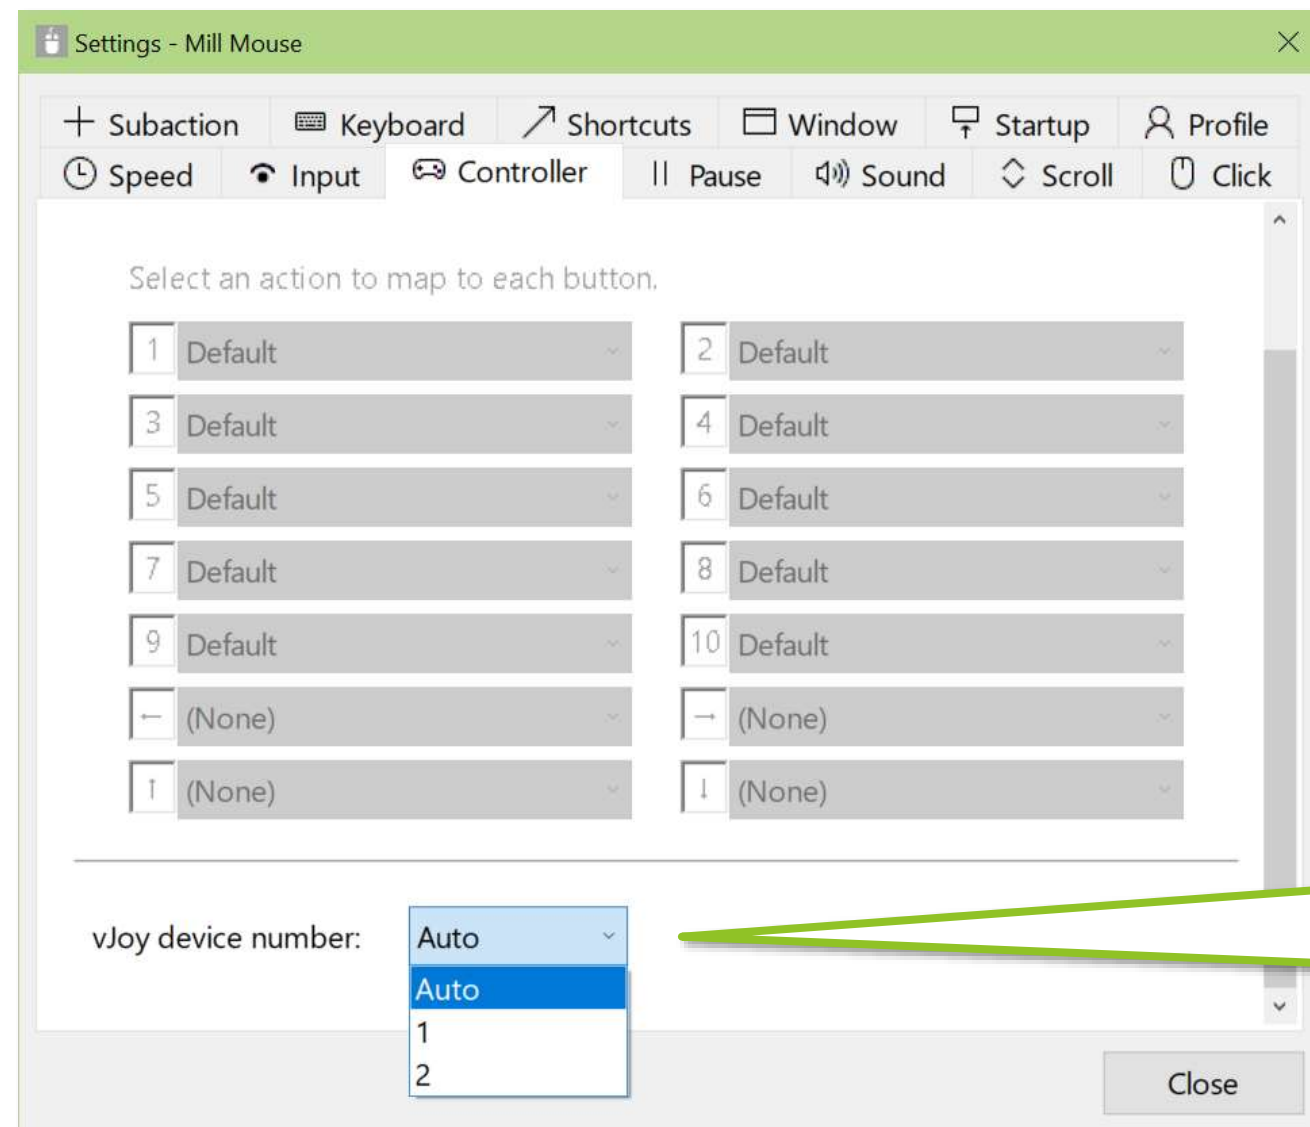 Settings - Mill Mouse
Subaction Keyboard Shortcuts Window Startup Profile
Speed Input Controller Pause Sound Scroll Click
Select an action to map to each button.
1 Default 2 Default
3 Default 4 Default
5 Default 6 Default
7 Default 8 Default
9 Default 10 Default
← (None) → (None)
↑ (None) ↓ (None)
vJoy device number: Auto
Auto
1
2
Close